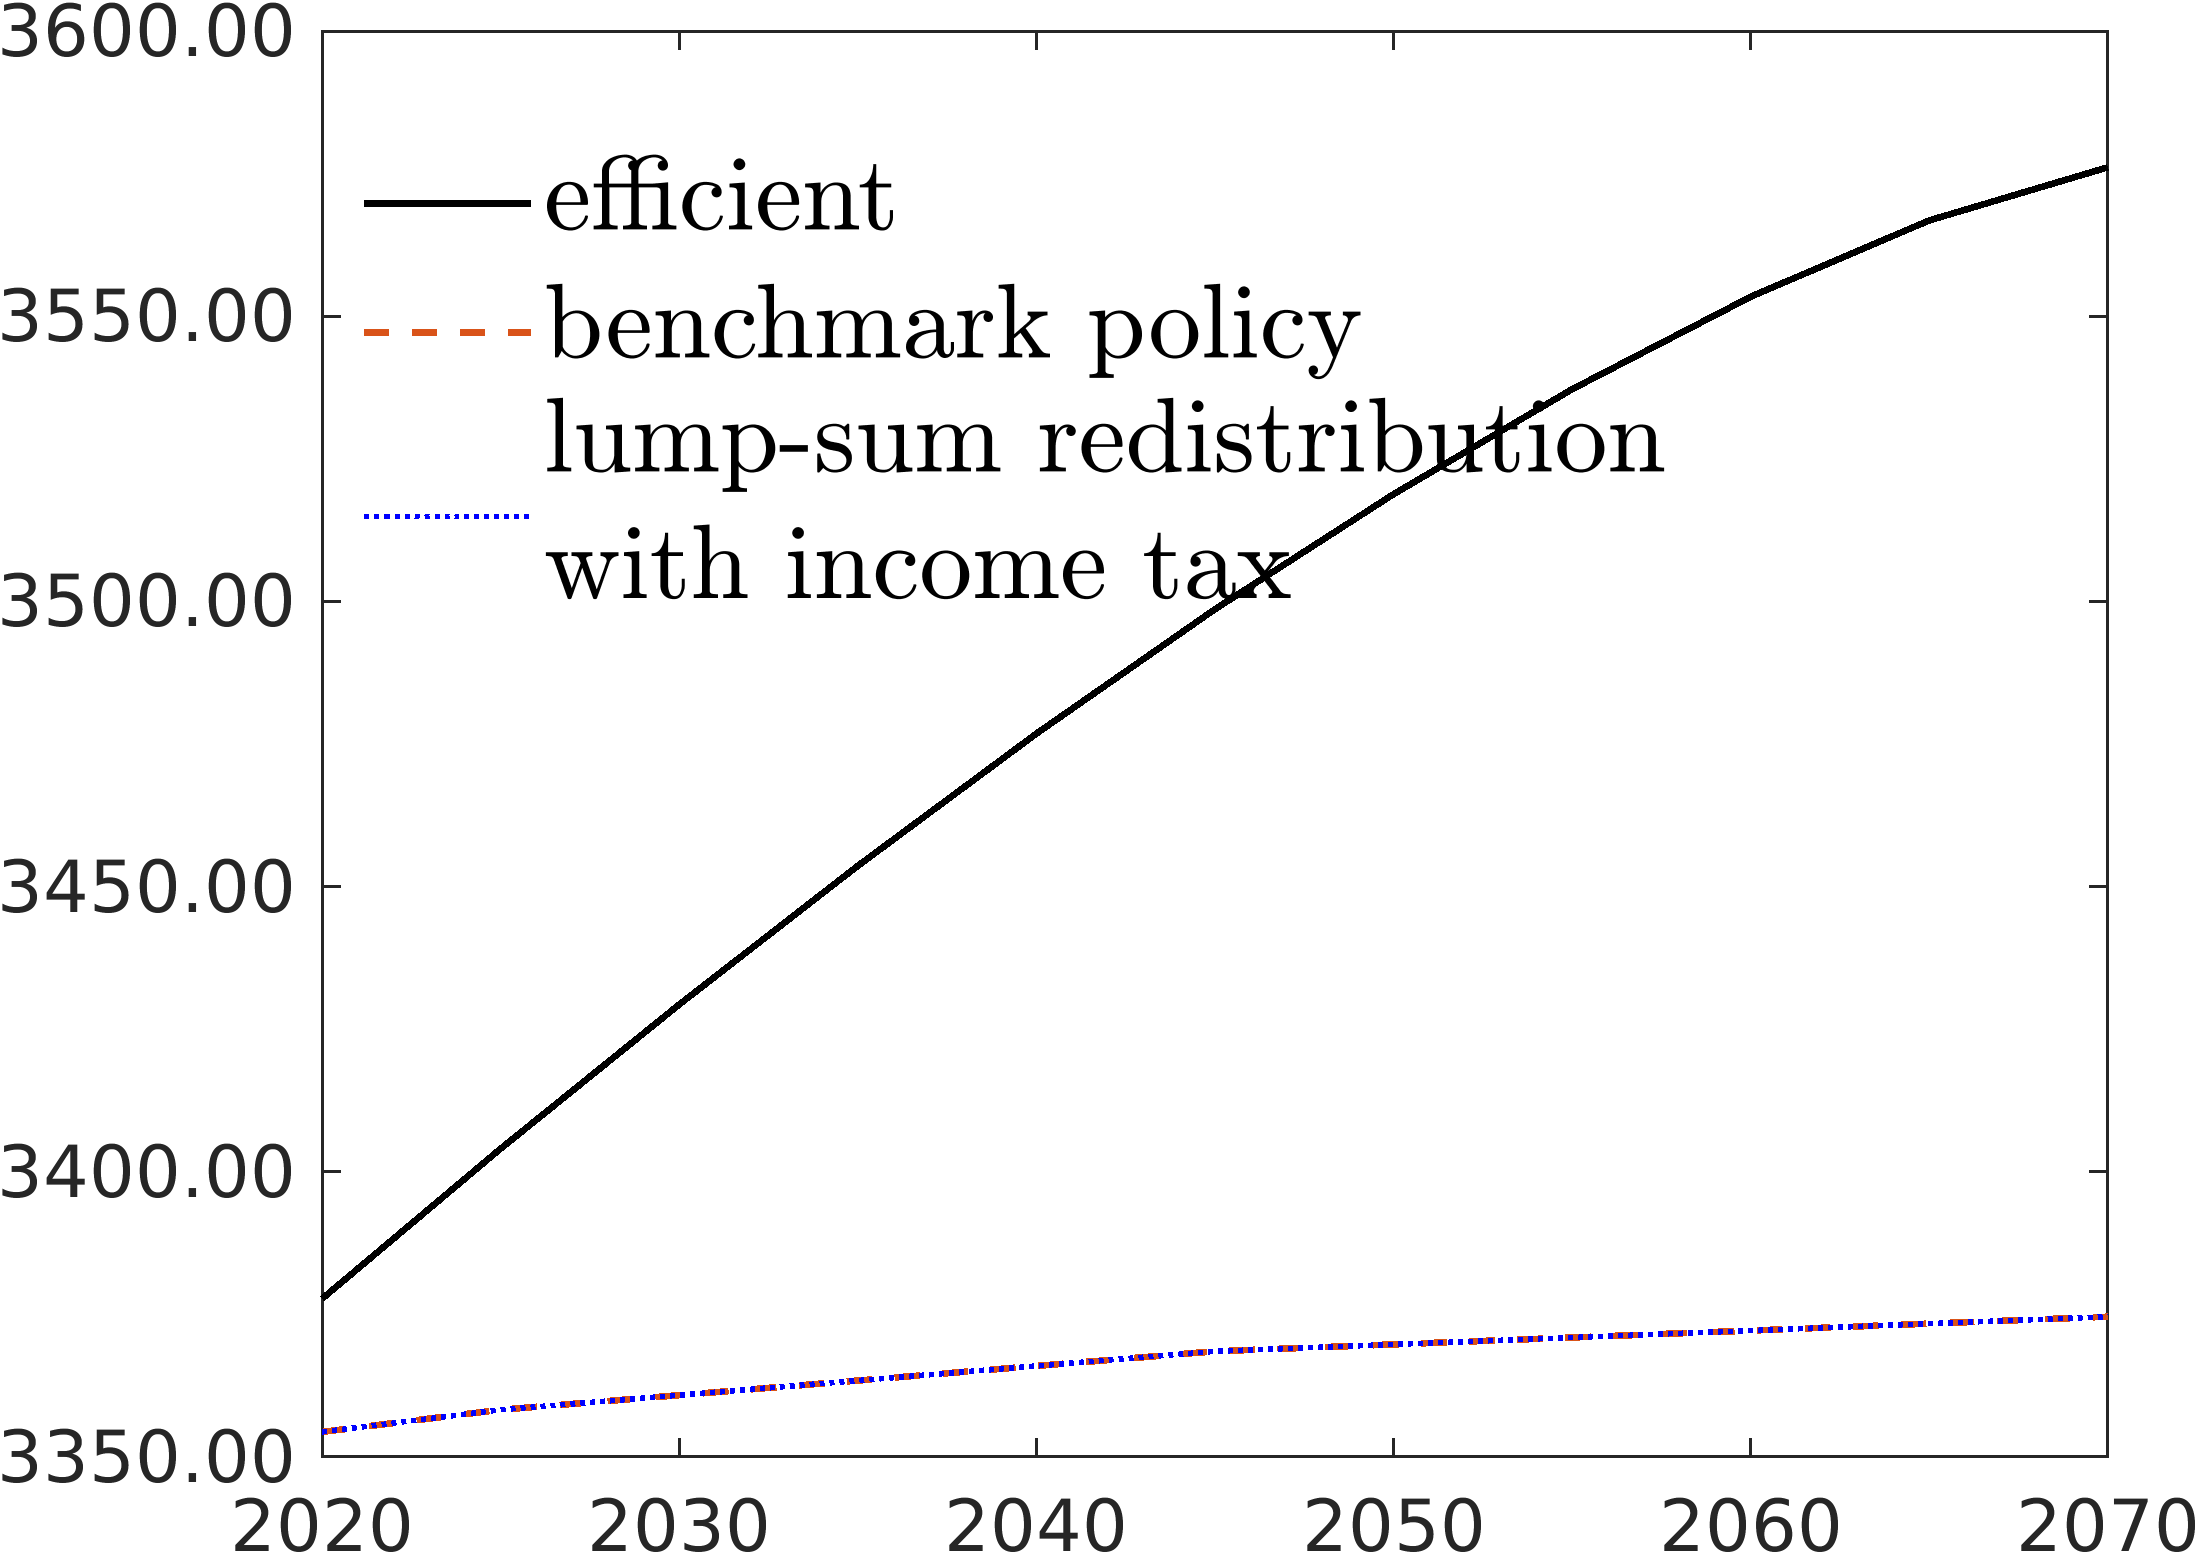 3600.00
efficient
3550.00
benchmark policy
lump-sum redistribution
with income tax
3500.00
3450.00
3400.00
3350.00
2020 2030 2040 2050 2060 2070